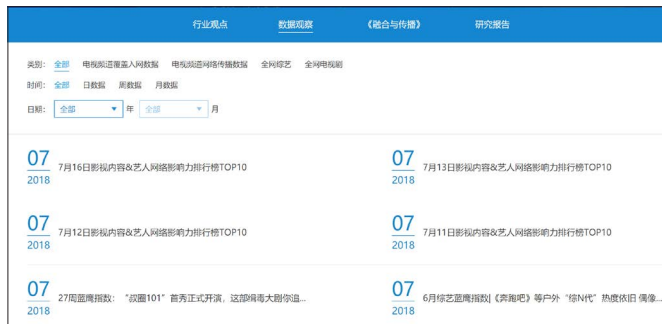 行业观点 数据观察 《融合与传播》 研究报告
类别： 全部 电视频道覆盖入网数据 电视频道网络传播数据 全网综艺 全网电视剧
时间： 全部 日数据 周数据 月数据
日期： 全部 年 全部 月
07
2018
7月16日影视内容&艺人网络影响力排行榜TOP10
07
2018
7月13日影视内容&艺人网络影响力排行榜TOP10
07
2018
7月12日影视内容&艺人网络影响力排行榜TOP10
07
2018
7月11日影视内容&艺人网络影响力排行榜TOP10
07
2018
27周蓝鹰指数：“叔圈101”首秀正式开演，这部缉毒大剧你追...
07
2018
6月综艺蓝鹰指数|《奔跑吧》等户外“综N代”热度依旧 偶像...